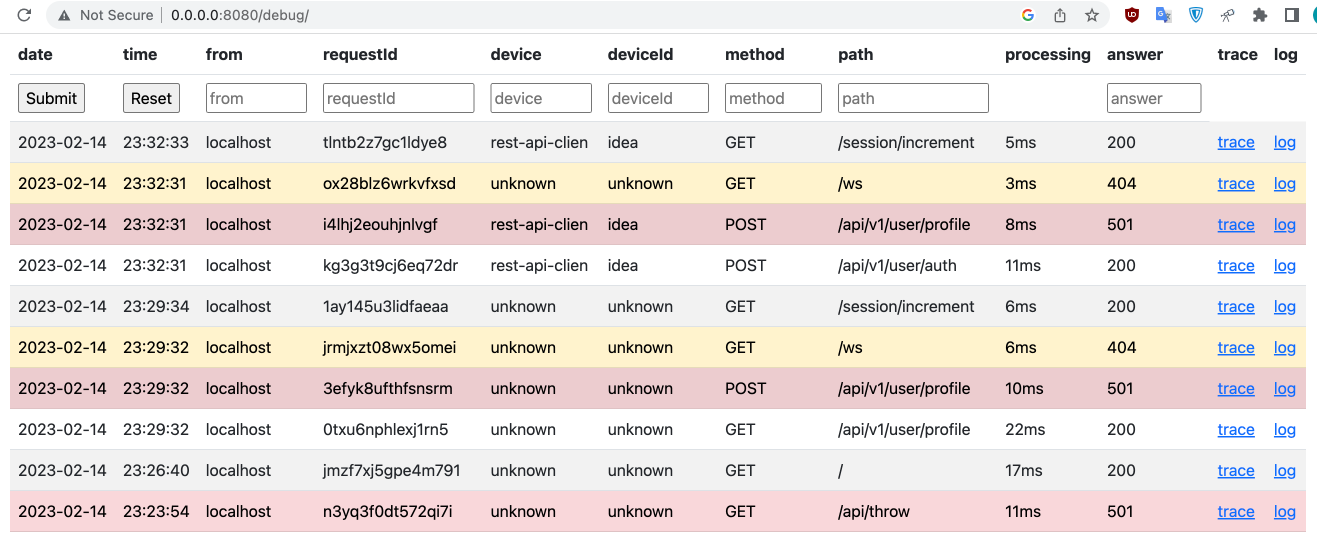 Not Secure | 0.0.0.0:8080/debug/
date time from requestId device deviceId method path processing answer trace log
Submit Reset from requestId device deviceId method path answer
2023-02-14 23:32:33 localhost tlntb2z7gc1ldye8 rest-api-clien idea GET /session/increment 5ms 200 trace log
2023-02-14 23:32:31 localhost ox28blz6wrkvfxsd unknown unknown GET /ws 3ms 404 trace log
2023-02-14 23:32:31 localhost i4lhj2eouhjnlvgf rest-api-clien idea POST /api/v1/user/profile 8ms 501 trace log
2023-02-14 23:32:31 localhost kg3g3t9cj6eq72dr rest-api-clien idea POST /api/v1/user/auth 11ms 200 trace log
2023-02-14 23:29:34 localhost 1ay145u3lidfaeaa unknown unknown GET /session/increment 6ms 200 trace log
2023-02-14 23:29:32 localhost jrmjxzt08wx5omei unknown unknown GET /ws 6ms 404 trace log
2023-02-14 23:29:32 localhost 3efyk8ufthfsnsrm unknown unknown POST /api/v1/user/profile 10ms 501 trace log
2023-02-14 23:29:32 localhost 0txu6nphlexj1rn5 unknown unknown GET /api/v1/user/profile 22ms 200 trace log
2023-02-14 23:26:40 localhost jmzf7xj5gpe4m791 unknown unknown GET / 17ms 200 trace log
2023-02-14 23:23:54 localhost n3yq3f0dt572qi7i unknown unknown GET /api/throw 11ms 501 trace log